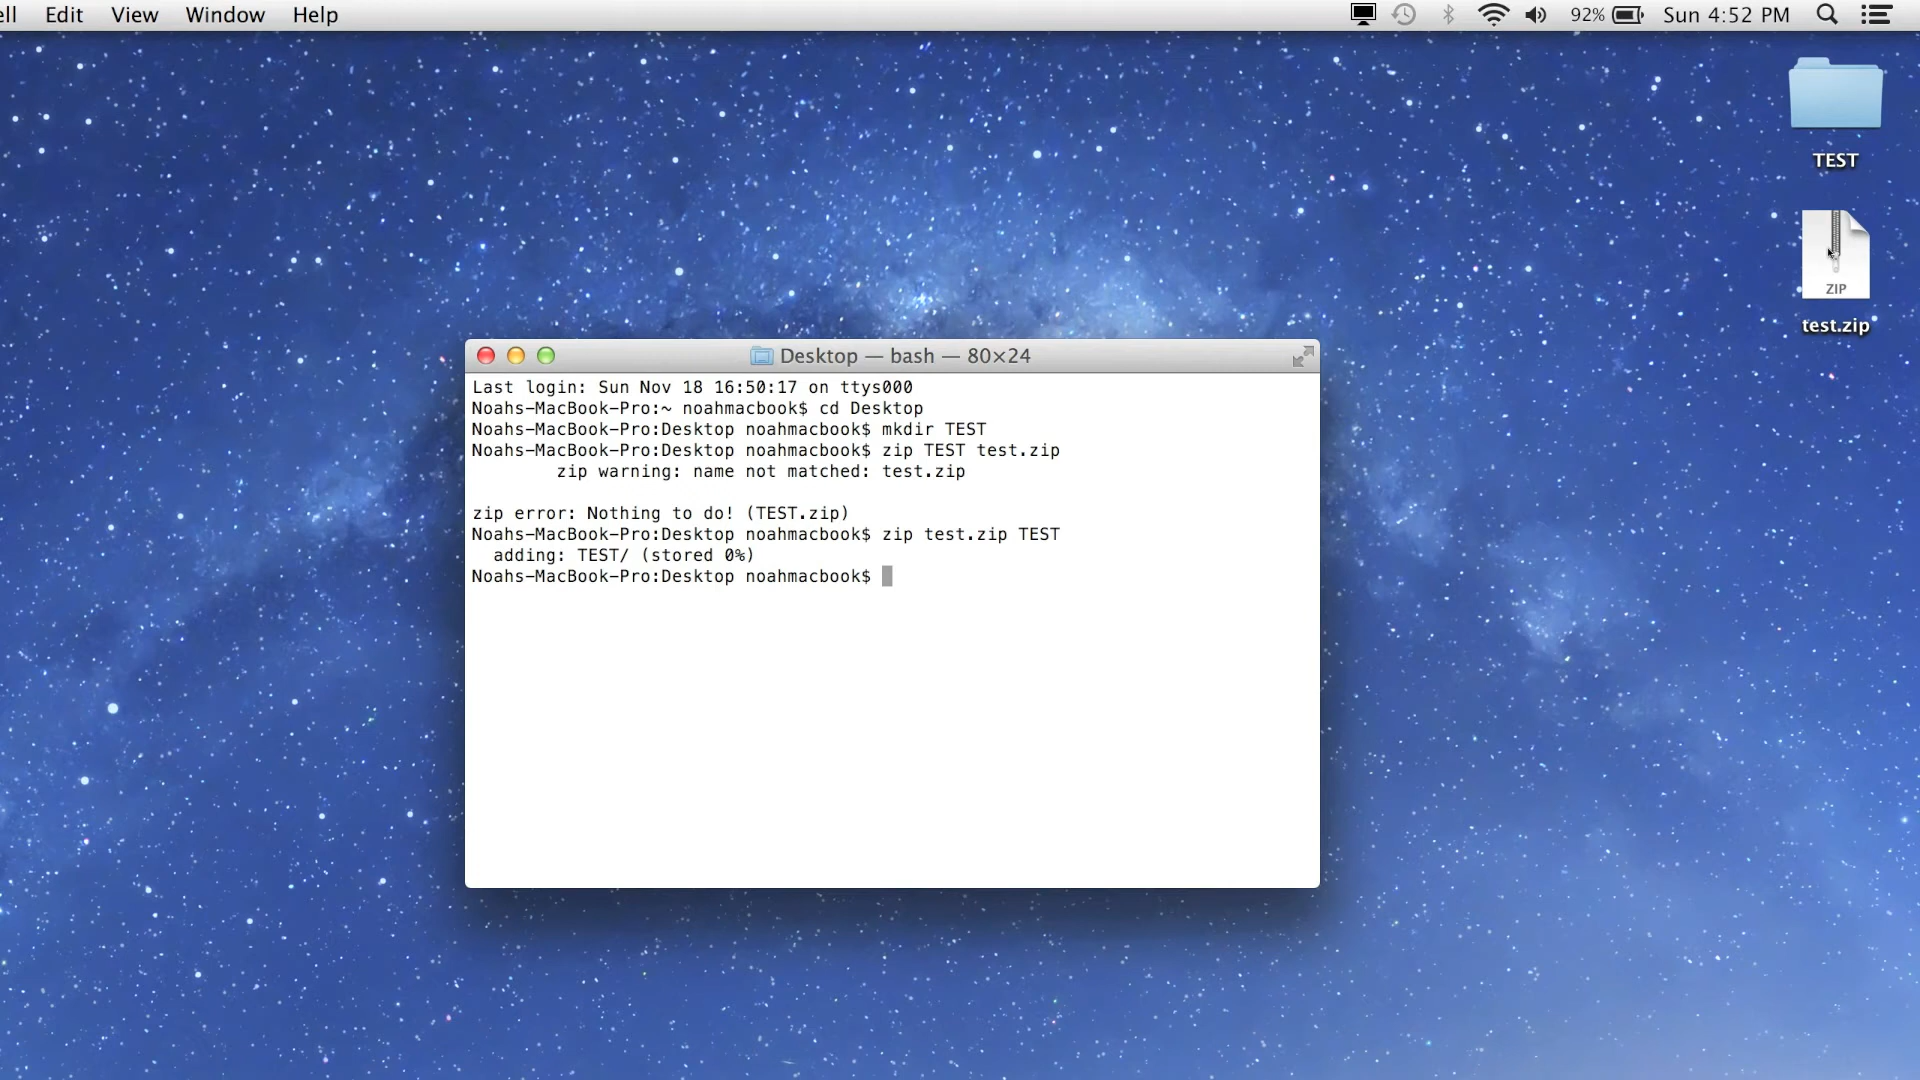 ell Edit View Window Help 92% Sun 4:52 PM
TEST
ZIP
test.zip
Desktop — bash — 80×24
Last login: Sun Nov 18 16:50:17 on ttys000
Noahs-MacBook-Pro:~ noahmacbook$ cd Desktop
Noahs-MacBook-Pro:Desktop noahmacbook$ mkdir TEST
Noahs-MacBook-Pro:Desktop noahmacbook$ zip TEST test.zip
zip warning: name not matched: test.zip
zip error: Nothing to do! (TEST.zip)
Noahs-MacBook-Pro:Desktop noahmacbook$ zip test.zip TEST
adding: TEST/ (stored 0%)
Noahs-MacBook-Pro:Desktop noahmacbook$